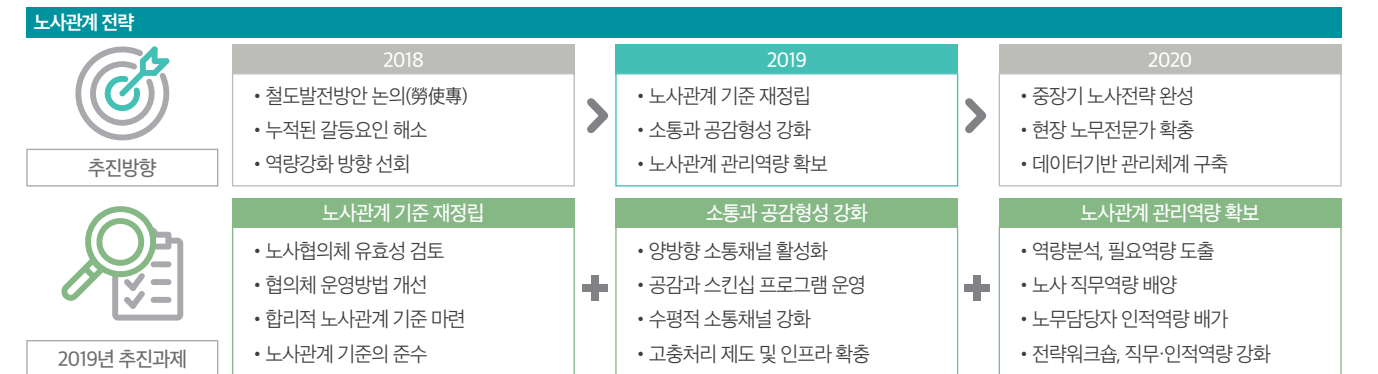 노사관계 전략
추진방향
2018
• 철도발전방안 논의(勞使專)
• 누적된 갈등요인 해소
• 역량강화 방향 선회
2019
• 노사관계 기준 재정립
• 소통과 공감형성 강화
• 노사관계 관리역량 확보
2020
• 중장기 노사전략 완성
• 현장 노무전문가 확충
• 데이터기반 관리체계 구축
2019년 추진과제
노사관계 기준 재정립
• 노사협의체 유효성 검토
• 협의체 운영방법 개선
• 합리적 노사관계 기준 마련
• 노사관계 기준의 준수
소통과 공감형성 강화
• 양방향 소통채널 활성화
• 공감과 스킨십 프로그램 운영
• 수평적 소통채널 강화
• 고충처리 제도 및 인프라 확충
노사관계 관리역량 확보
• 역량분석, 필요역량 도출
• 노사 직무역량 배양
• 노무담당자 인적역량 배가
• 전략워크숍, 직무·인적역량 강화